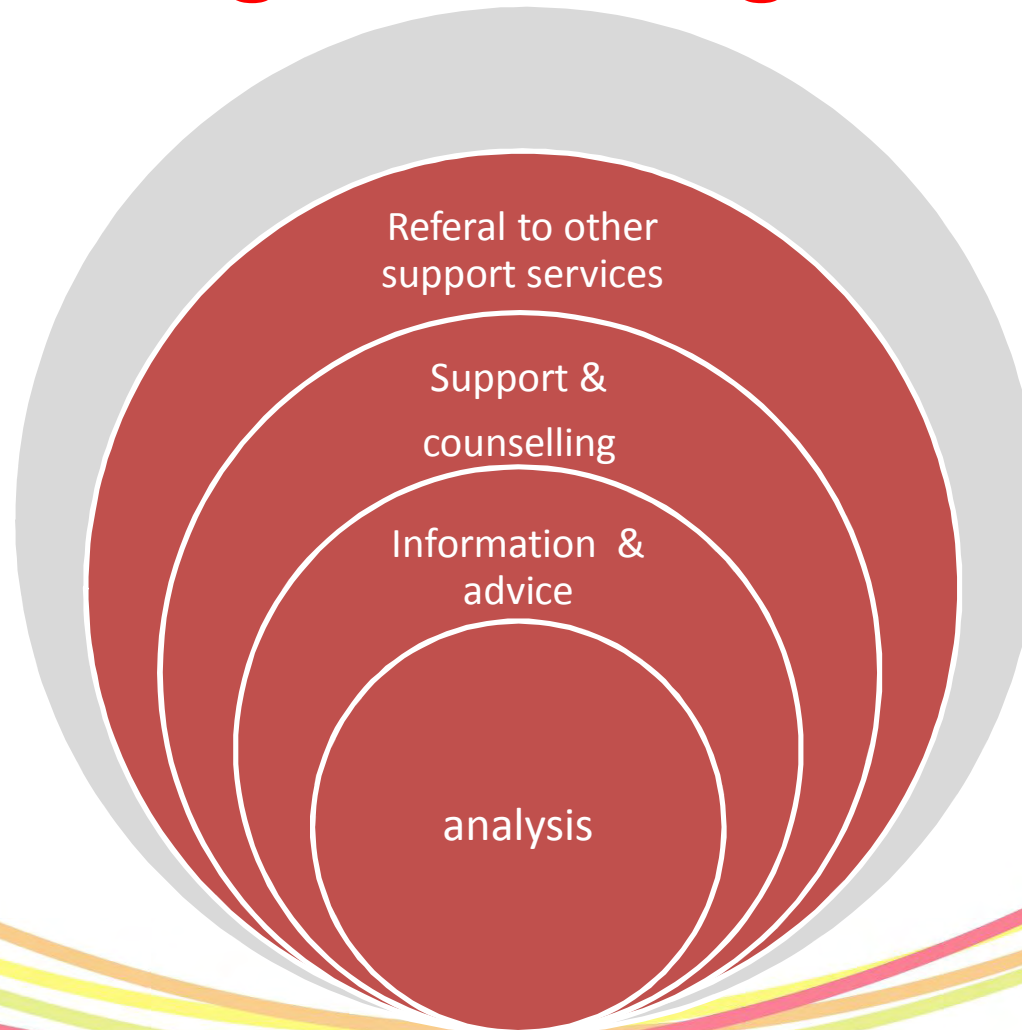 Referal to other
support services
Support &
counselling
Information & 
advice
analysis